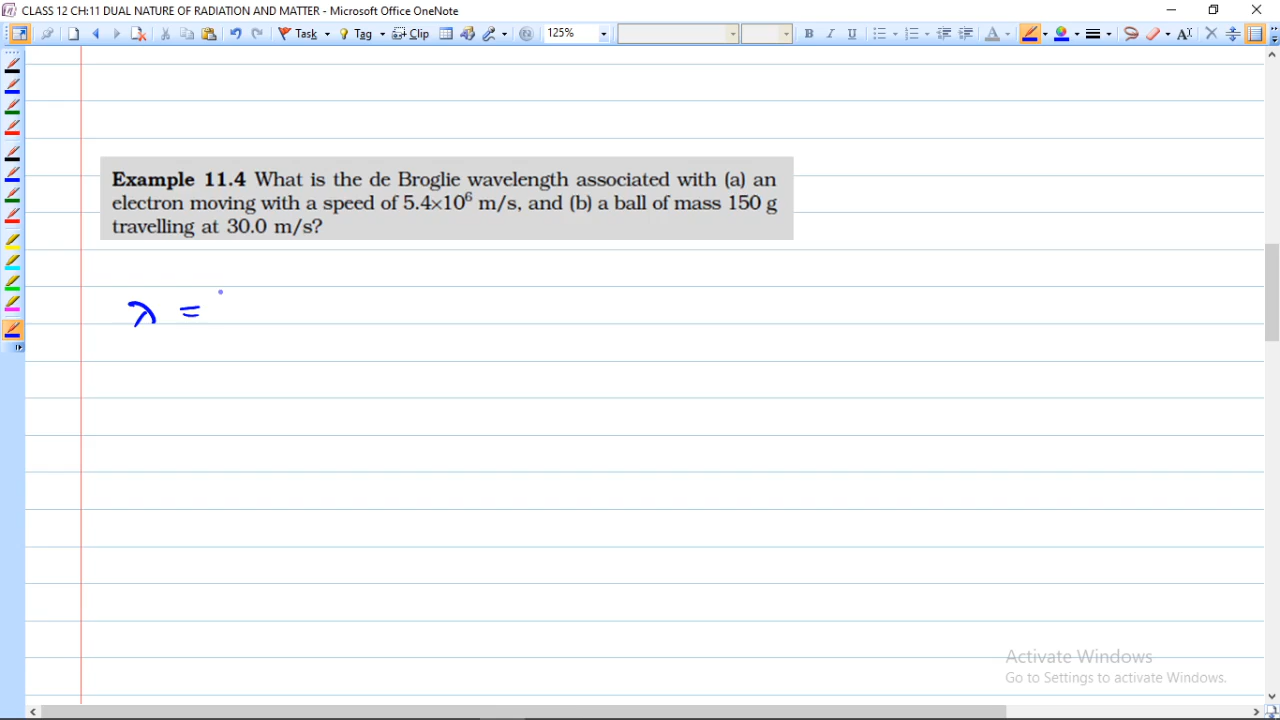 CLASS 12 CH:11 DUAL NATURE OF RADIATION AND MATTER - Microsoft Office OneNote
Task Tag Clip 125% B I U
Example 11.4 What is the de Broglie wavelength associated with (a) an
electron moving with a speed of 5.4×10⁶ m/s, and (b) a ball of mass 150 g
travelling at 30.0 m/s?
λ =
Activate Windows
Go to Settings to activate Windows.